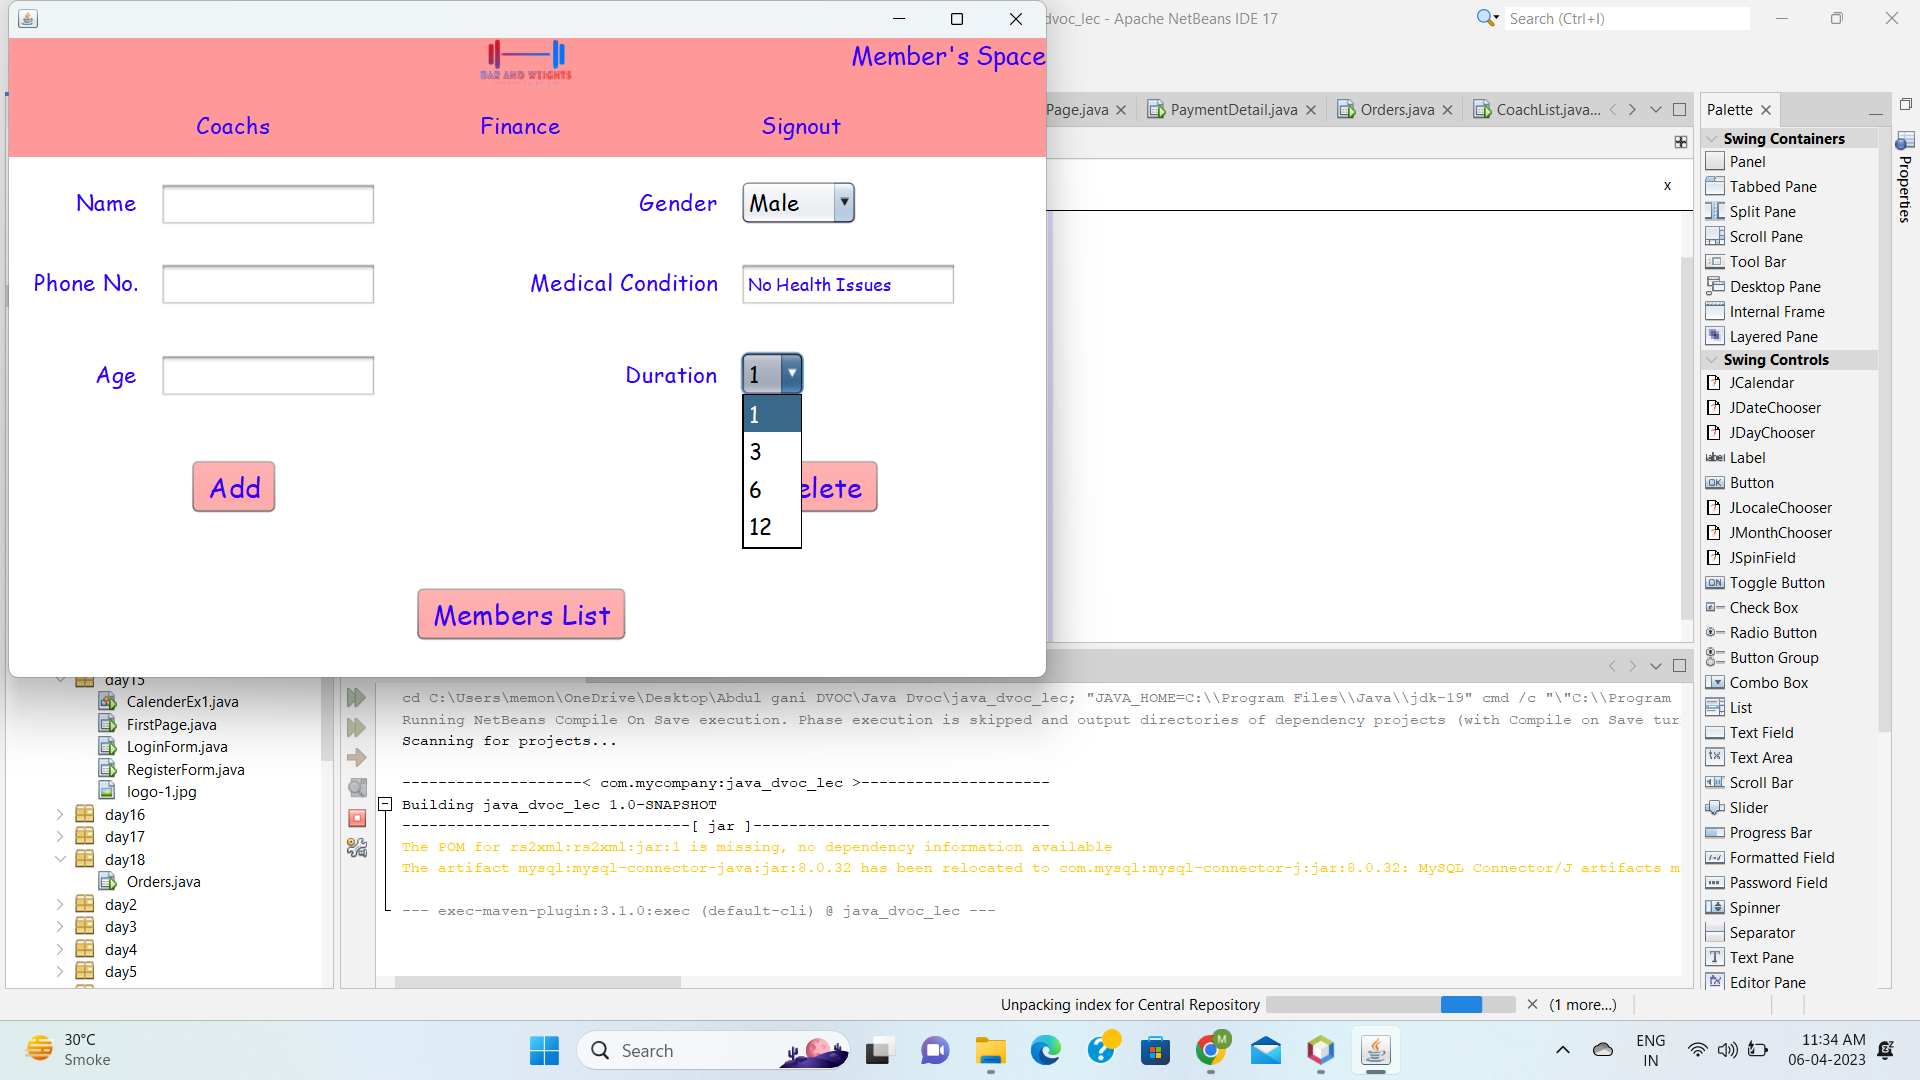 dvoc_lec - Apache NetBeans IDE 17
Search (Ctrl+I)
BAR AND WEIGHTS
Member's Space
Coachs
Finance
Signout
Name
Gender
Male
Phone No.
Medical Condition
No Health Issues
Age
Duration
1
1
3
6
12
Add
elete
Members List
Page.java
PaymentDetail.java
Orders.java
CoachList.java...
x
Palette
Swing Containers
Panel
Tabbed Pane
Split Pane
Scroll Pane
Tool Bar
Desktop Pane
Internal Frame
Layered Pane
Swing Controls
JCalendar
JDateChooser
JDayChooser
label Label
OK Button
JLocaleChooser
JMonthChooser
JSpinField
ON Toggle Button
Check Box
Radio Button
Button Group
Combo Box
List
Text Field
Text Area
Scroll Bar
Slider
Progress Bar
Formatted Field
Password Field
Spinner
Separator
Text Pane
Editor Pane
Properties
day15
CalenderEx1.java
FirstPage.java
LoginForm.java
RegisterForm.java
logo-1.jpg
day16
day17
day18
Orders.java
day2
day3
day4
day5
cd C:\Users\memon\OneDrive\Desktop\Abdul gani DVOC\Java Dvoc\java_dvoc_lec; "JAVA_HOME=C:\\Program Files\\Java\\jdk-19" cmd /c "\"C:\\Program
Running NetBeans Compile On Save execution. Phase execution is skipped and output directories of dependency projects (with Compile on Save tur
Scanning for projects...
--------------------< com.mycompany:java_dvoc_lec >---------------------
Building java_dvoc_lec 1.0-SNAPSHOT
--------------------------------[ jar ]---------------------------------
The POM for rs2xml:rs2xml:jar:1 is missing, no dependency information available
The artifact mysql:mysql-connector-java:jar:8.0.32 has been relocated to com.mysql:mysql-connector-j:jar:8.0.32: MySQL Connector/J artifacts m
--- exec-maven-plugin:3.1.0:exec (default-cli) @ java_dvoc_lec ---
Unpacking index for Central Repository
(1 more...)
30°C
Smoke
Search
M
ENG
IN
11:34 AM
06-04-2023